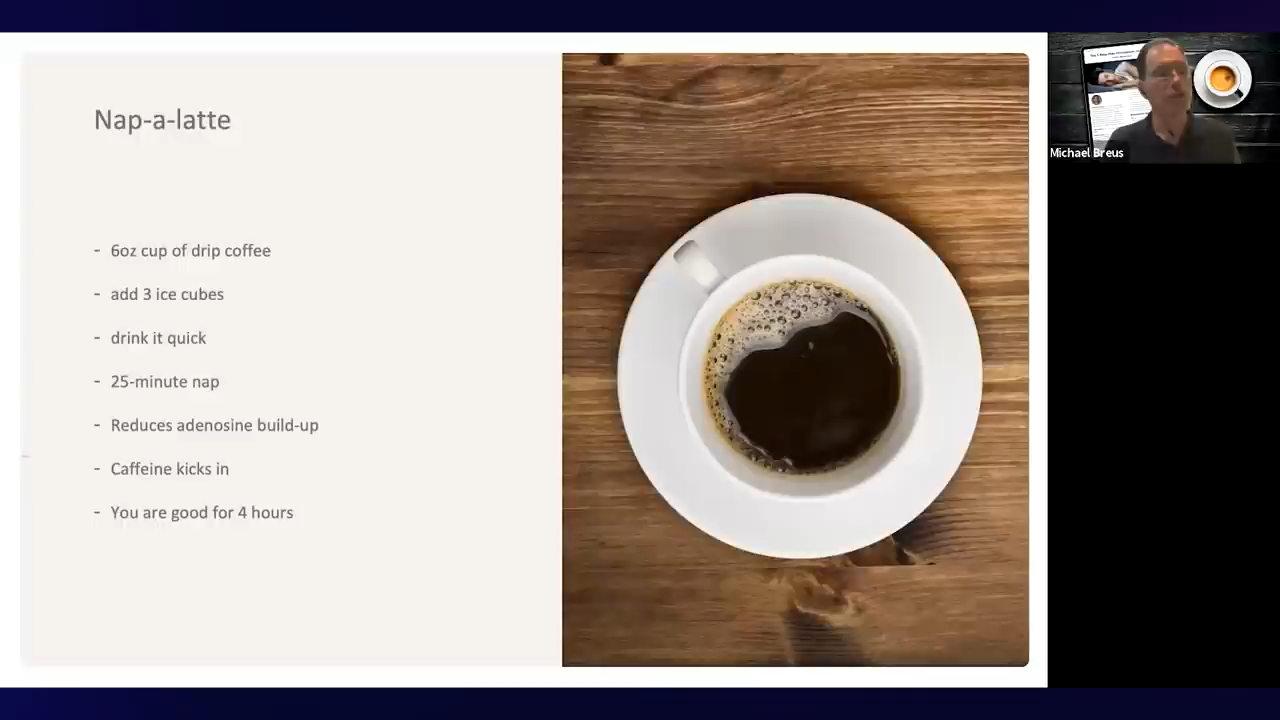 Nap-a-latte
- 6oz cup of drip coffee
- add 3 ice cubes
- drink it quick
- 25-minute nap
- Reduces adenosine build-up
- Caffeine kicks in
- You are good for 4 hours
Michael Breus